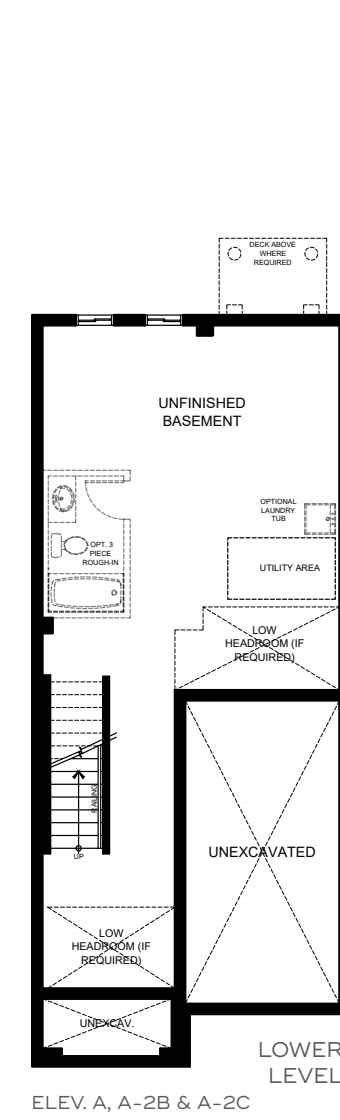 DECK ABOVE
WHERE
REQUIRED
UNFINISHED
BASEMENT
OPTIONAL
LAUNDRY
TUB
OPT. 3
PIECE
ROUGH-IN
UTILITY AREA
LOW
HEADROOM (IF
REQUIRED)
RAILING
UP
UNEXCAVATED
LOW
HEADROOM (IF
REQUIRED)
UNEXCAV.
LOWER
LEVEL
ELEV. A, A-2B & A-2C